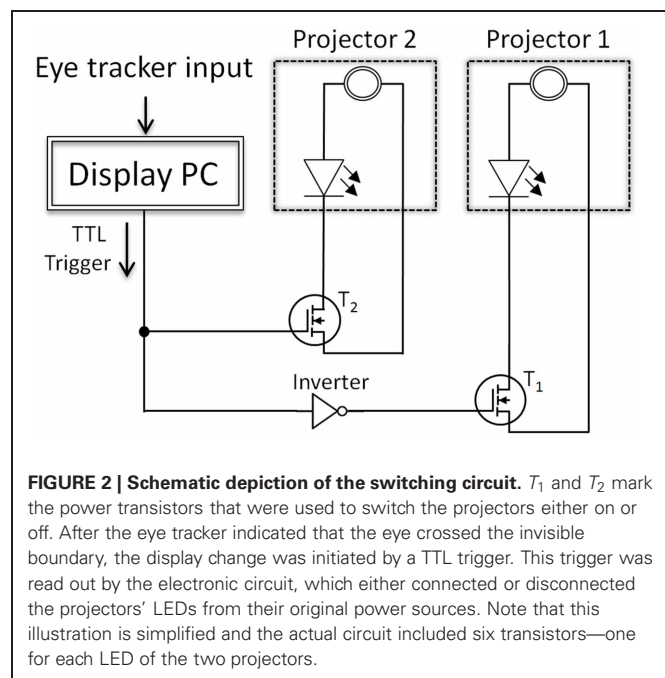 Projector 2
Projector 1
Eye tracker input
Display PC
TTL
Trigger
T₂
Inverter
T₁
FIGURE 2 | Schematic depiction of the switching circuit. T₁ and T₂ mark
the power transistors that were used to switch the projectors either on or
off. After the eye tracker indicated that the eye crossed the invisible
boundary, the display change was initiated by a TTL trigger. This trigger was
read out by the electronic circuit, which either connected or disconnected
the projectors' LEDs from their original power sources. Note that this
illustration is simplified and the actual circuit included six transistors—one
for each LED of the two projectors.